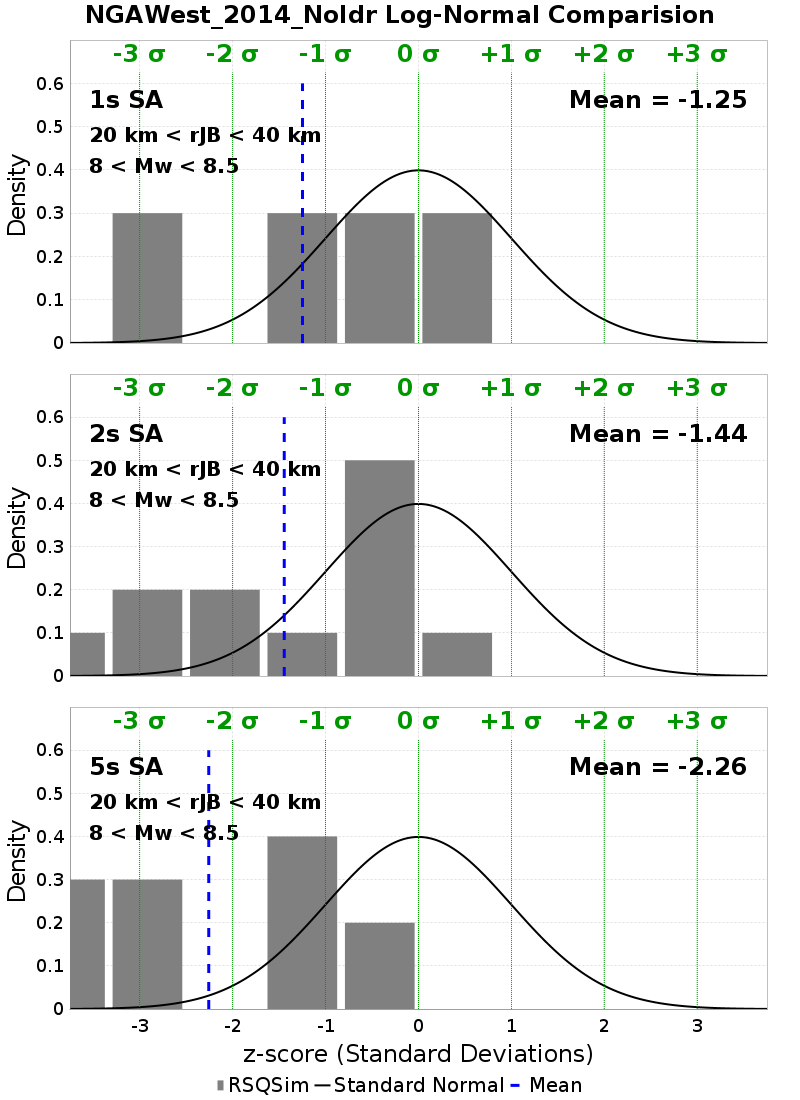 NGAWest_2014_NoIdr Log-Normal Comparision
-3 σ -2 σ -1 σ 0 σ +1 σ +2 σ +3 σ
0.6
1s SA Mean = -1.25
0.5
20 km < rJB < 40 km
8 < Mw < 8.5
0.4
0.3
0.2
0.1
0
Density
-3 σ -2 σ -1 σ 0 σ +1 σ +2 σ +3 σ
0.6
2s SA Mean = -1.44
0.5
20 km < rJB < 40 km
8 < Mw < 8.5
0.4
0.3
0.2
0.1
0
Density
-3 σ -2 σ -1 σ 0 σ +1 σ +2 σ +3 σ
0.6
5s SA Mean = -2.26
0.5
20 km < rJB < 40 km
8 < Mw < 8.5
0.4
0.3
0.2
0.1
0
Density
-3 -2 -1 0 1 2 3
z-score (Standard Deviations)
RSQSim Standard Normal Mean